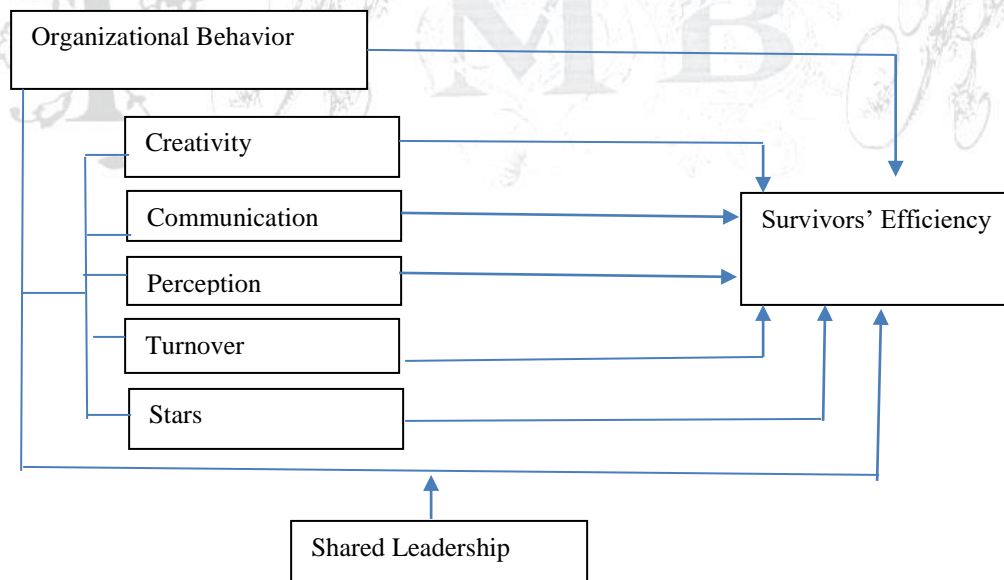 Organizational Behavior
Creativity
Communication
Survivors’ Efficiency
Perception
Turnover
Stars
Shared Leadership